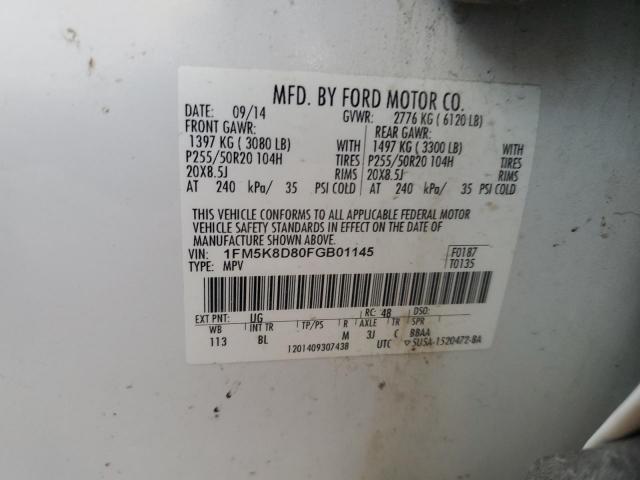 MFD. BY FORD MOTOR CO.
DATE: 09/14 GVWR: 2776 KG ( 6120 LB)
FRONT GAWR: REAR GAWR:
1397 KG ( 3080 LB) WITH 1497 KG ( 3300 LB) WITH
P255/50R20 104H TIRES P255/50R20 104H TIRES
20X8.5J RIMS 20X8.5J RIMS
AT 240 kPa/ 35 PSI COLD AT 240 kPa/ 35 PSI COLD
THIS VEHICLE CONFORMS TO ALL APPLICABLE FEDERAL MOTOR
VEHICLE SAFETY STANDARDS IN EFFECT ON THE DATE OF
MANUFACTURE SHOWN ABOVE.
VIN: 1FM5K8D80FGB01145 F0187
TYPE: MPV T0135
EXT PNT: UG RC: 48 DSO:
WB INT TR TP/PS R AXLE TR SPR
113 BL M 3J C BBAA
1201409307438 UTC 5USA-1520472-BA